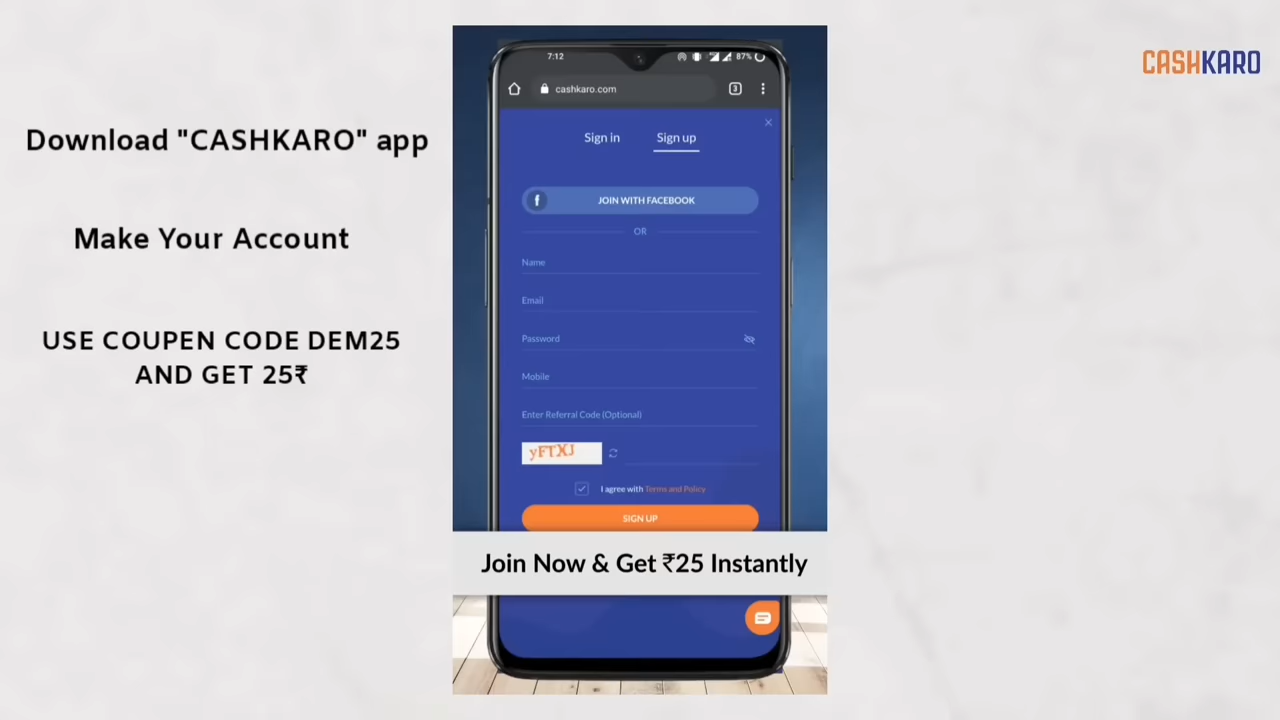 CASHKARO
Download "CASHKARO" app
Make Your Account
USE COUPEN CODE DEM25
AND GET 25₹
7:12
87%
cashkaro.com
3
Sign in
Sign up
f
JOIN WITH FACEBOOK
OR
Name
Email
Password
Mobile
Enter Referral Code (Optional)
yFTXJ
I agree with Terms and Policy
SIGN UP
Join Now & Get ₹25 Instantly